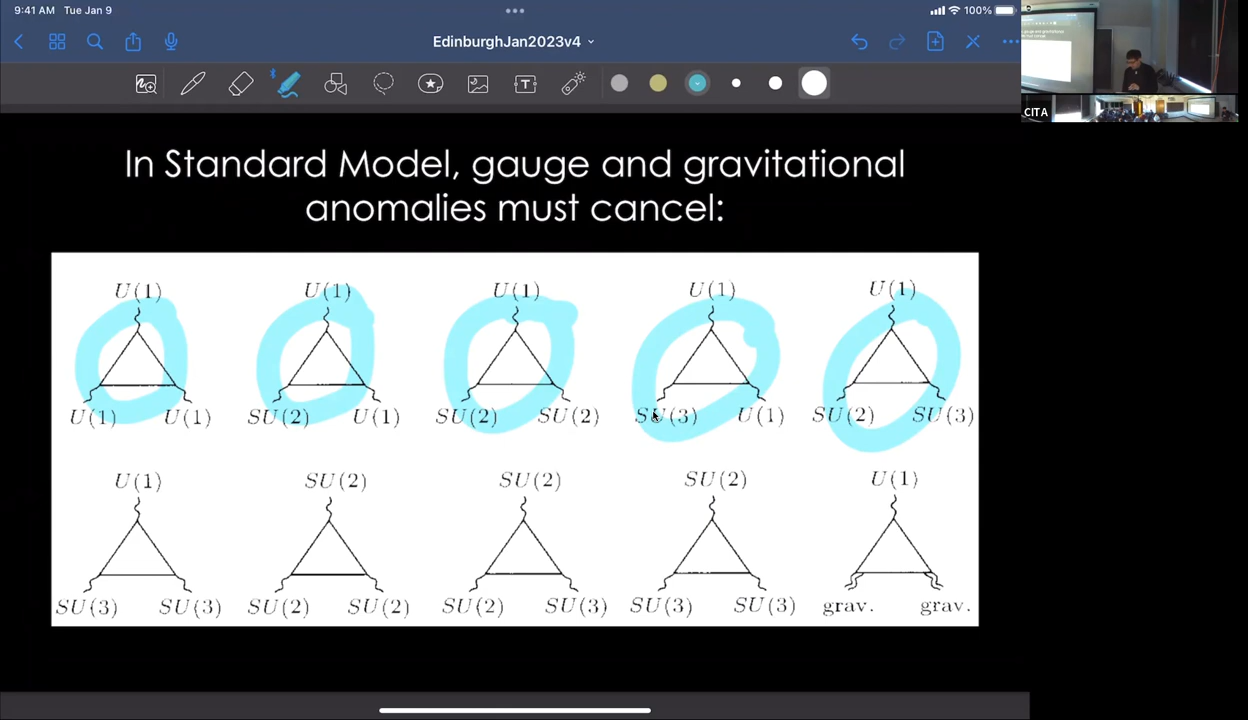 9:41 AM Tue Jan 9
100%
EdinburghJan2023v4
CITA
In Standard Model, gauge and gravitational
anomalies must cancel:
U(1) U(1) U(1) U(1) U(1)
U(1) U(1) SU(2) U(1) SU(2) SU(2) SU(3) U(1) SU(2) SU(3)
U(1) SU(2) SU(2) SU(2) U(1)
SU(3) SU(3) SU(2) SU(2) SU(2) SU(3) SU(3) SU(3) grav. grav.